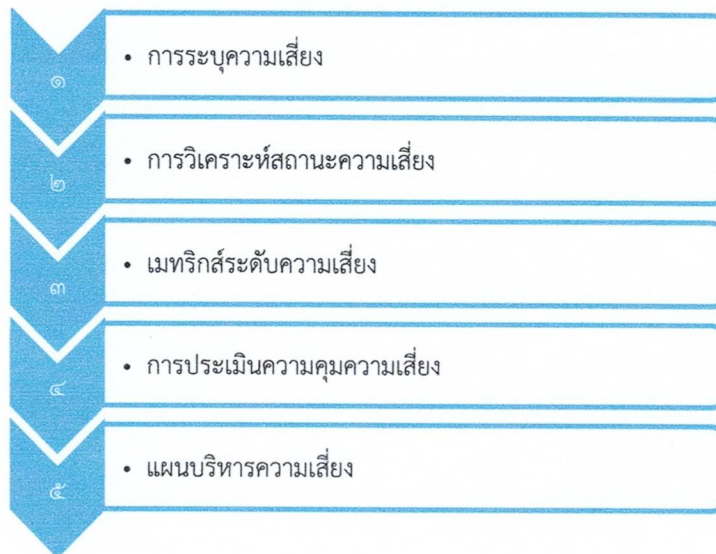 ๑
• การระบุความเสี่ยง
๒
• การวิเคราะห์สถานะความเสี่ยง
๓
• เมทริกส์ระดับความเสี่ยง
๔
• การประเมินความคุมความเสี่ยง
๕
• แผนบริหารความเสี่ยง